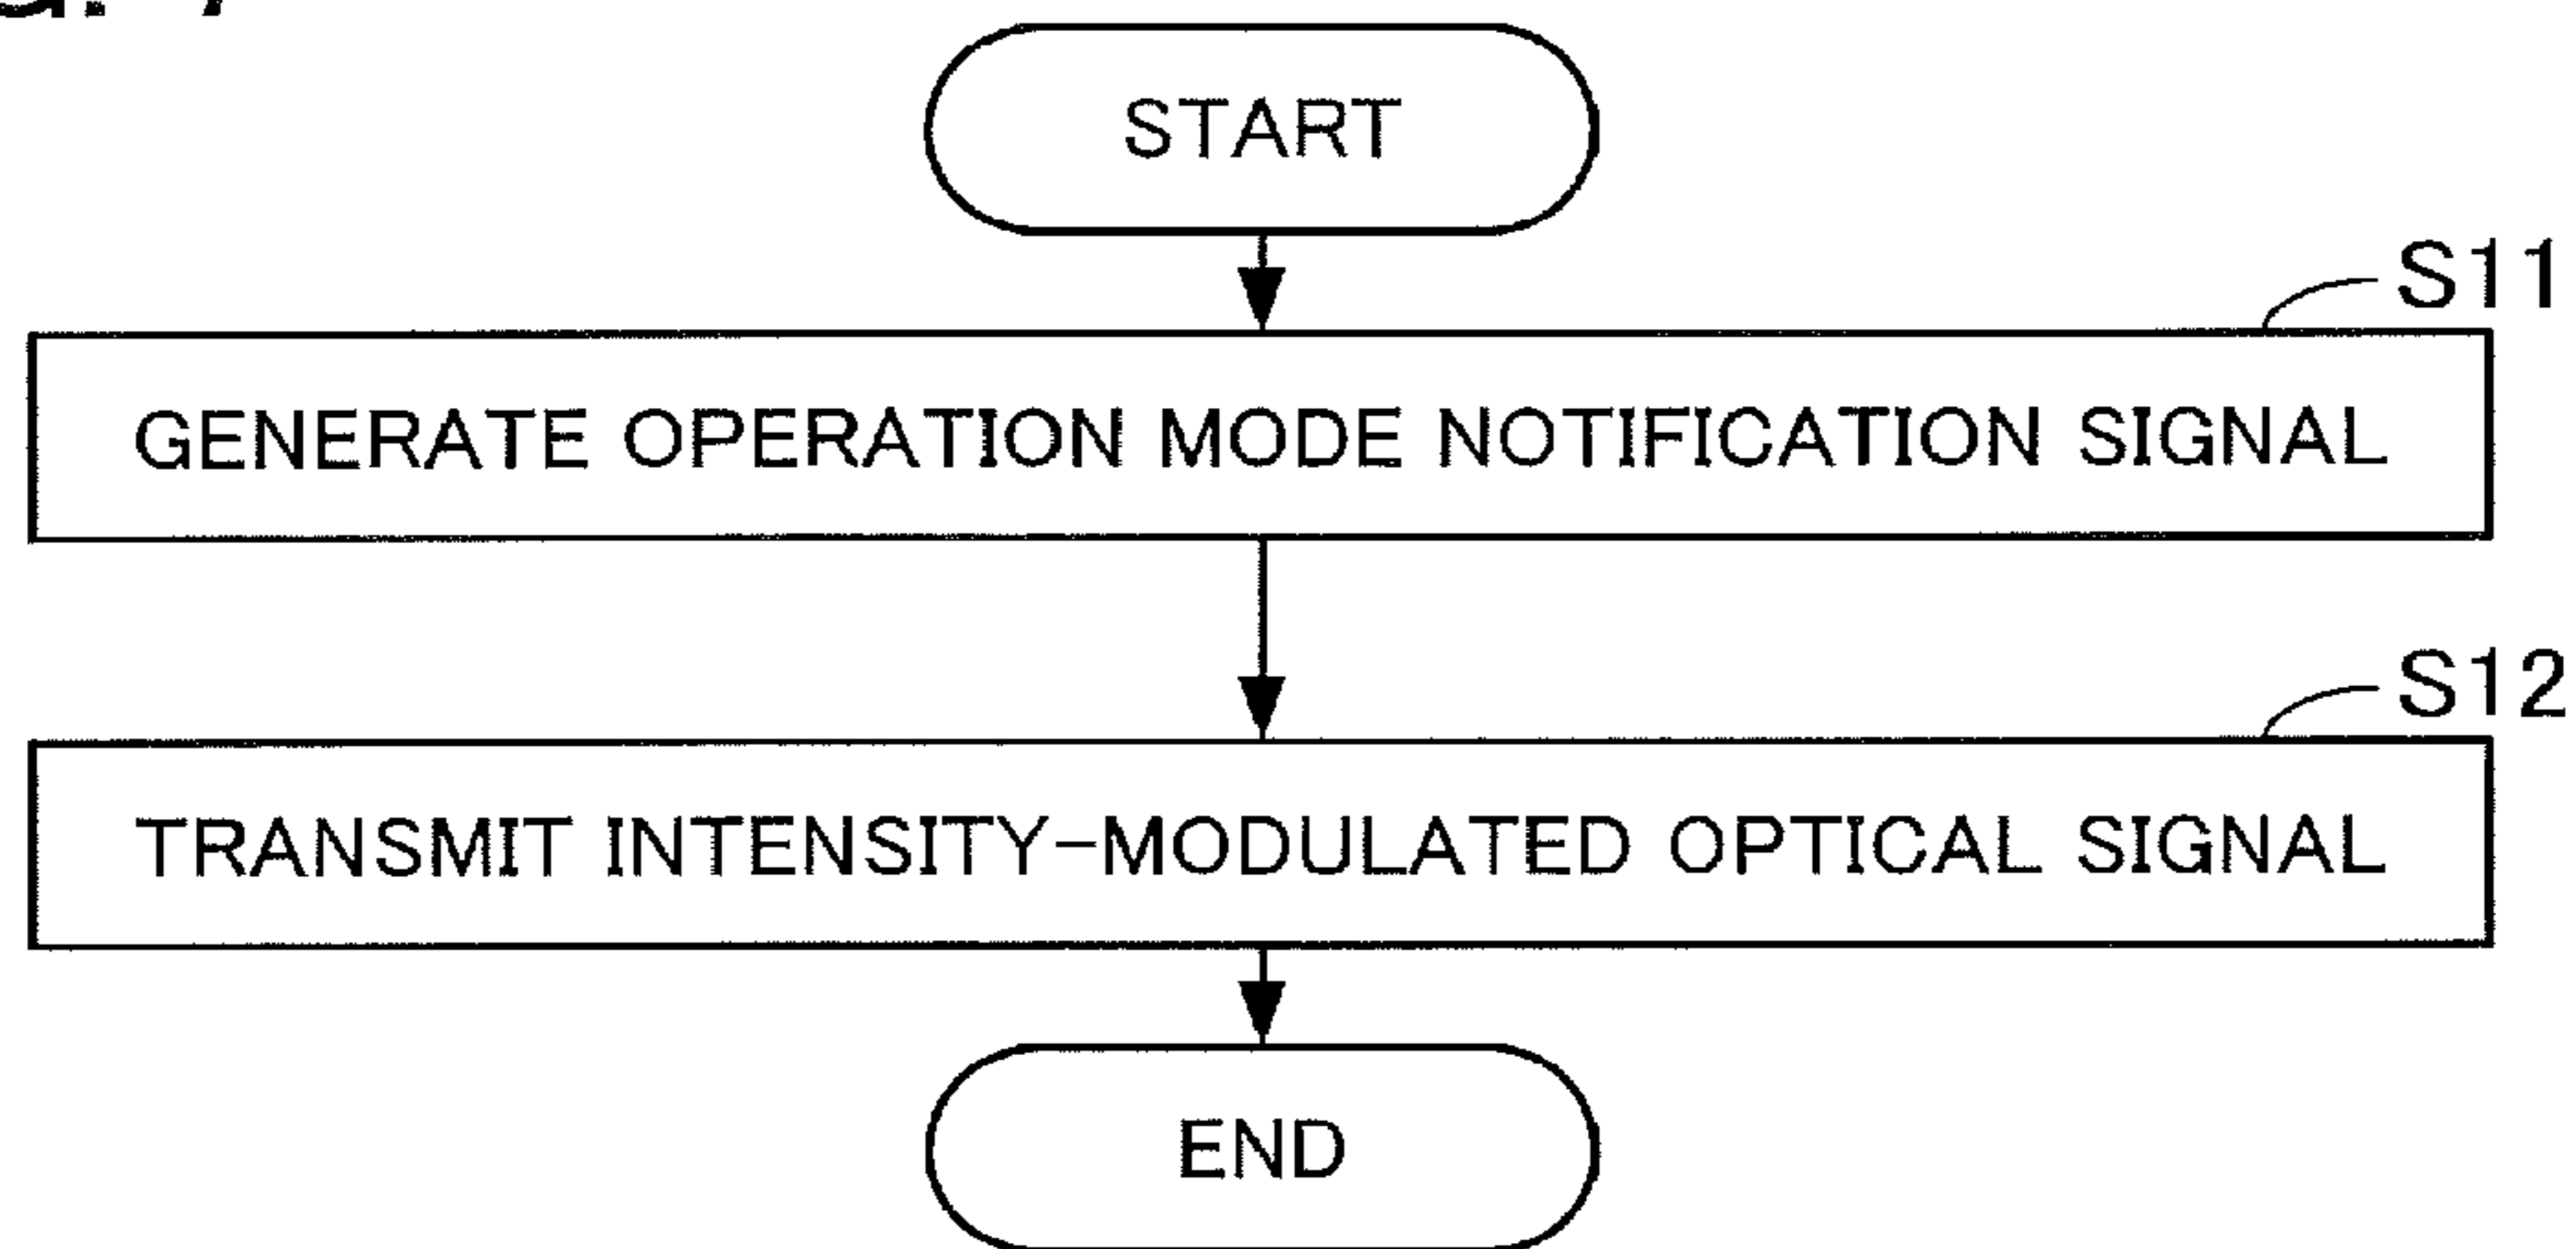 START
S11
GENERATE OPERATION MODE NOTIFICATION SIGNAL
S12
TRANSMIT INTENSITY-MODULATED OPTICAL SIGNAL
END